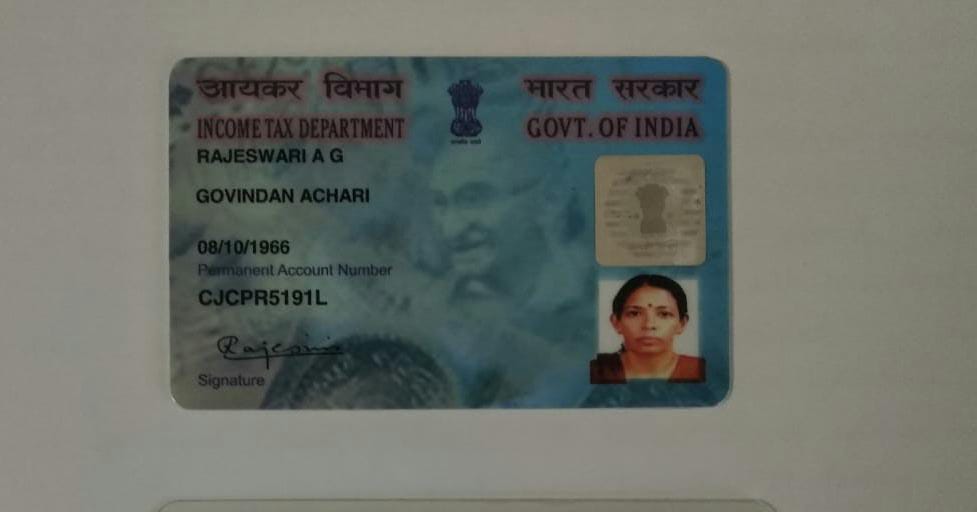 आयकर विभाग
INCOME TAX DEPARTMENT
भारत सरकार
GOVT. OF INDIA
RAJESWARI A G
GOVINDAN ACHARI
08/10/1966
Permanent Account Number
CJCPR5191L
Rajeswari
Signature